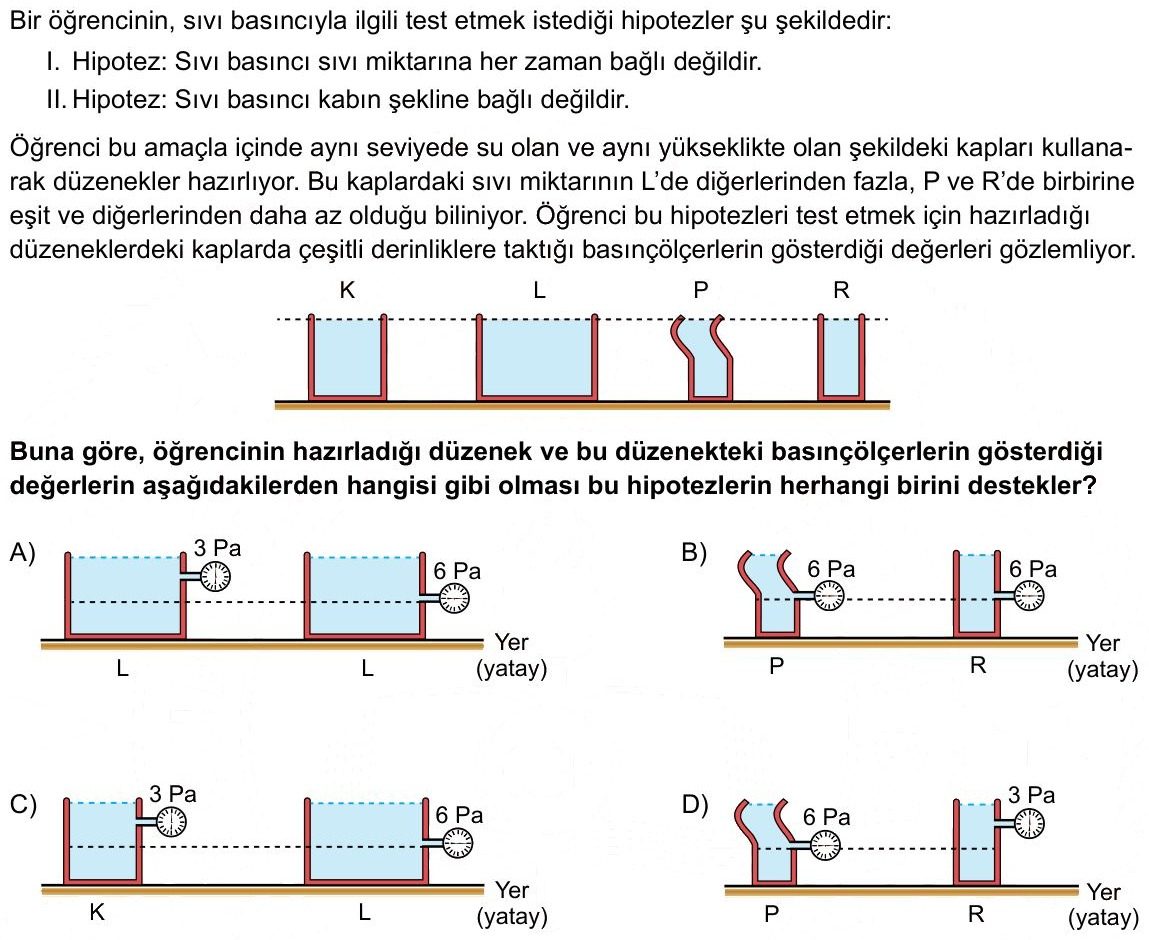 Bir öğrencinin, sıvı basıncıyla ilgili test etmek istediği hipotezler şu şekildedir:
I. Hipotez: Sıvı basıncı sıvı miktarına her zaman bağlı değildir.
II. Hipotez: Sıvı basıncı kabın şekline bağlı değildir.
Öğrenci bu amaçla içinde aynı seviyede su olan ve aynı yükseklikte olan şekildeki kapları kullana-
rak düzenekler hazırlıyor. Bu kaplardaki sıvı miktarının L'de diğerlerinden fazla, P ve R'de birbirine
eşit ve diğerlerinden daha az olduğu biliniyor. Öğrenci bu hipotezleri test etmek için hazırladığı
düzeneklerdeki kaplarda çeşitli derinliklere taktığı basınçölçerlerin gösterdiği değerleri gözlemliyor.
K L P R
Buna göre, öğrencinin hazırladığı düzenek ve bu düzenekteki basınçölçerlerin gösterdiği
değerlerin aşağıdakilerden hangisi gibi olması bu hipotezlerin herhangi birini destekler?
A)
3 Pa
6 Pa
Yer
L L (yatay)
B)
6 Pa 6 Pa
Yer
P R (yatay)
C)
3 Pa
6 Pa
Yer
K L (yatay)
D)
6 Pa
3 Pa
Yer
P R (yatay)